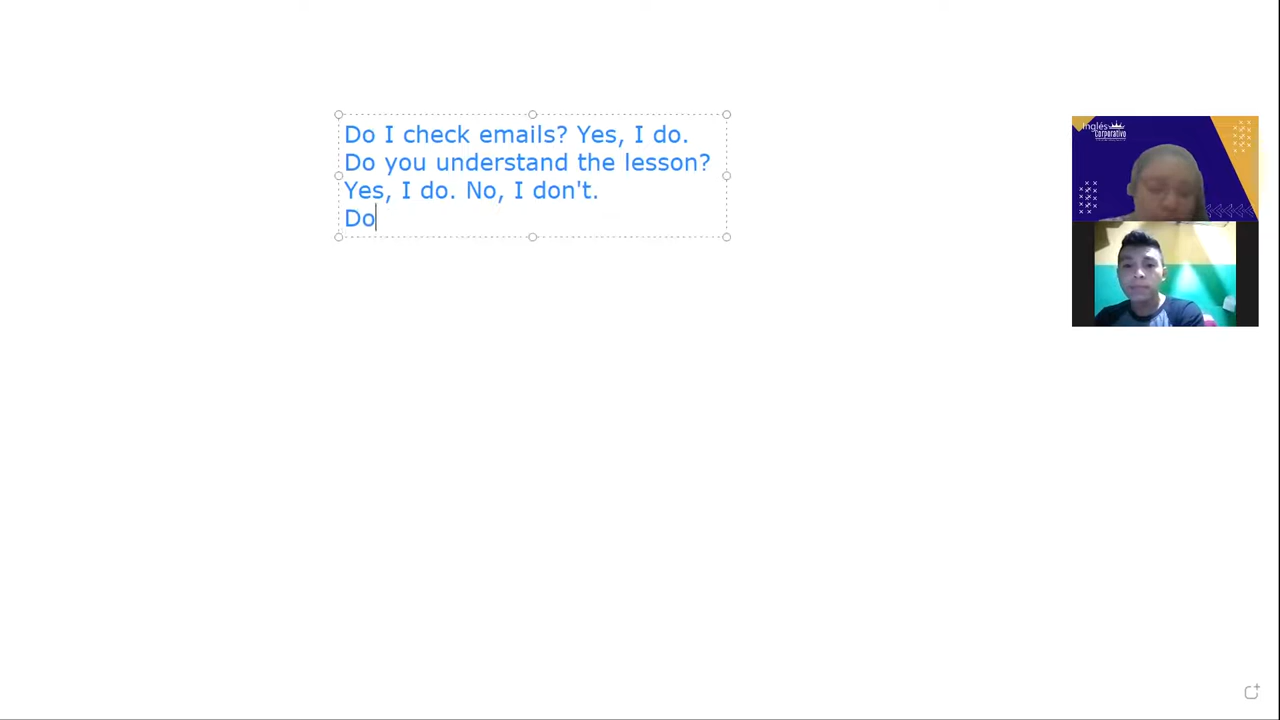 Do I check emails? Yes, I do.
Do you understand the lesson?
Yes, I do. No, I don't.
Do
Inglés
Corporativo